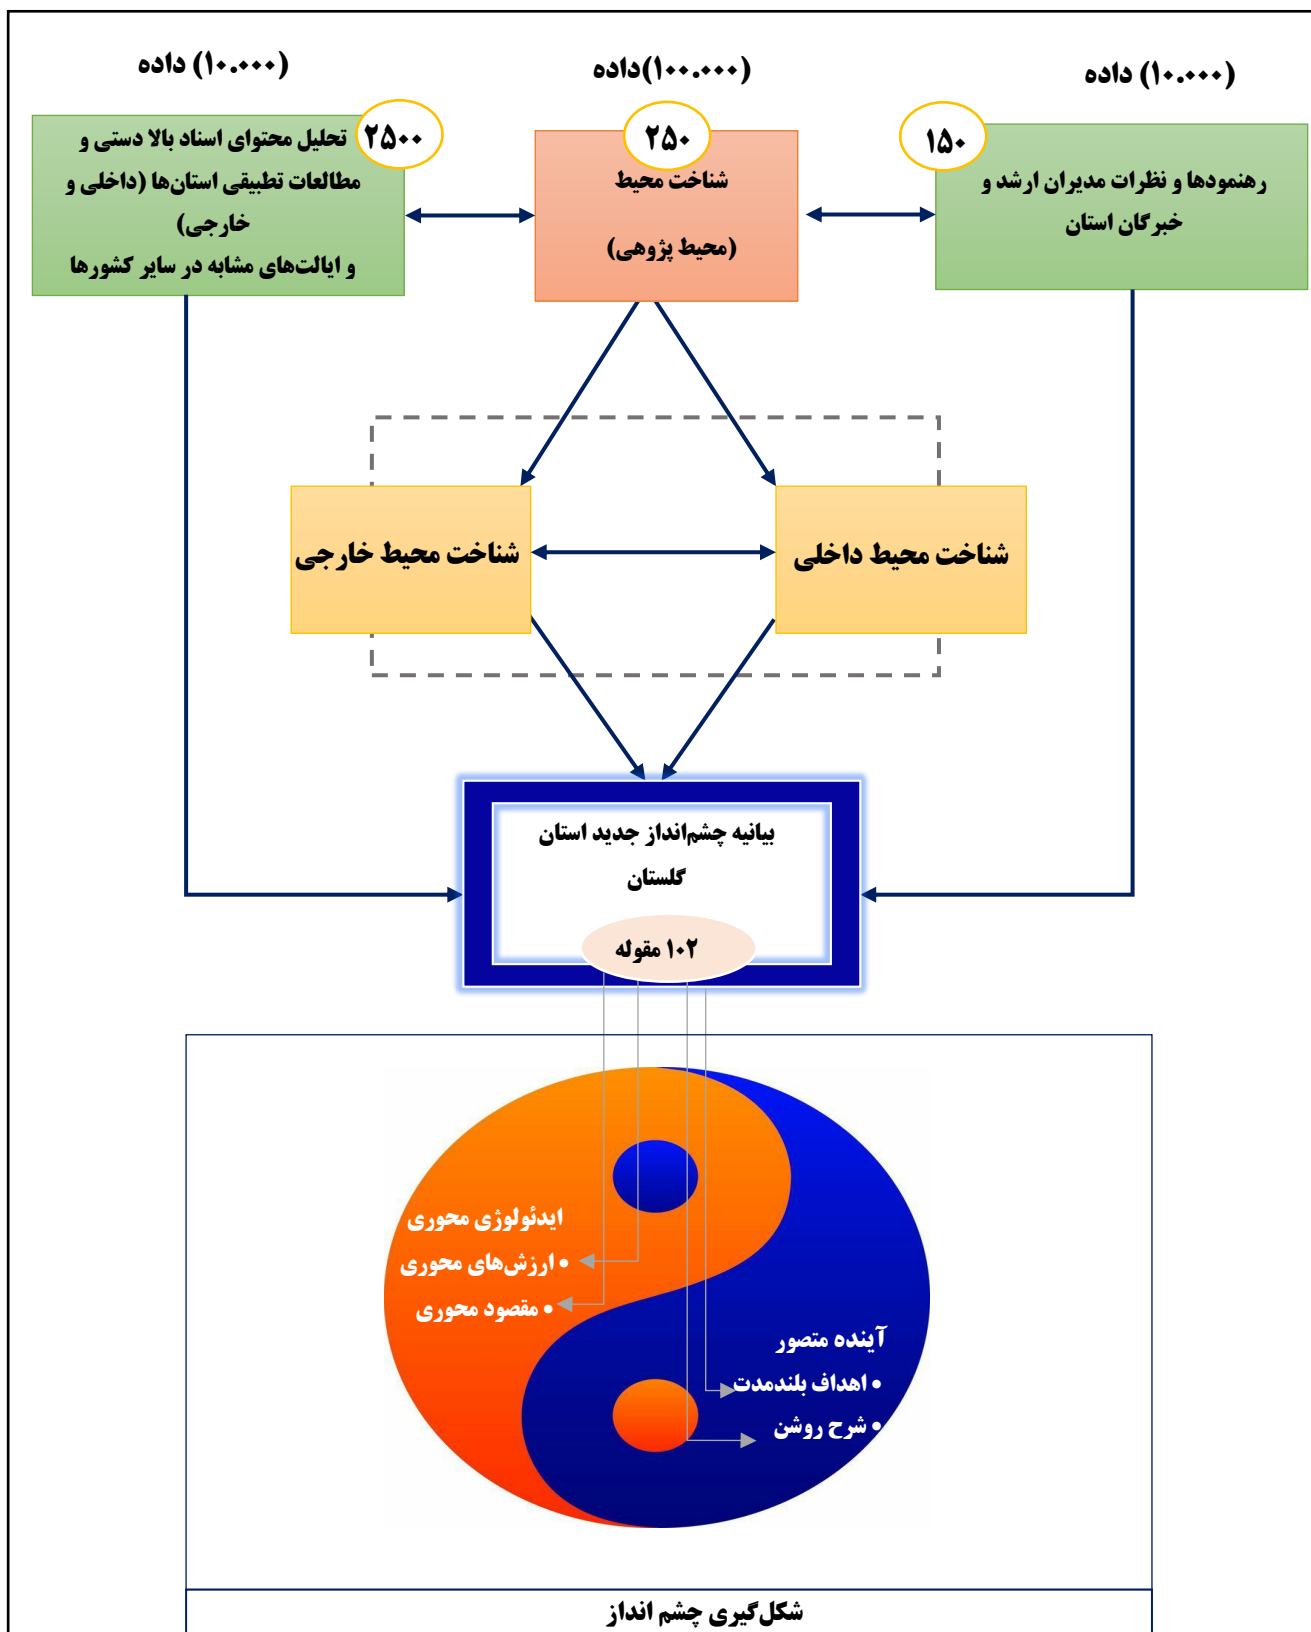 (۱۰.۰۰۰) داده
(۱۰۰.۰۰۰)داده
(۱۰.۰۰۰) داده
۱۵۰
رهنمودها و نظرات مدیران ارشد و
خبرگان استان
۲۵۰
شناخت محیط
(محیط پژوهی)
۲۵۰۰
تحلیل محتوای اسناد بالا دستی و
مطالعات تطبیقی استان‌ها (داخلی و
خارجی)
و ایالت‌های مشابه در سایر کشورها
شناخت محیط داخلی
شناخت محیط خارجی
بیانیه چشم‌انداز جدید استان
گلستان
۱۰۲ مقوله
ایدئولوژی محوری
• ارزش‌های محوری
• مقصود محوری
آینده متصور
• اهداف بلندمدت
• شرح روشن
شکل‌گیری چشم انداز